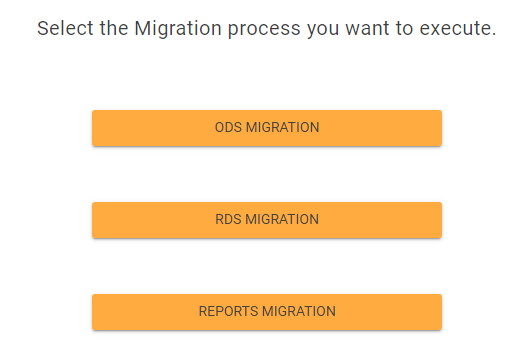 Select the Migration process you want to execute.
ODS MIGRATION
RDS MIGRATION
REPORTS MIGRATION